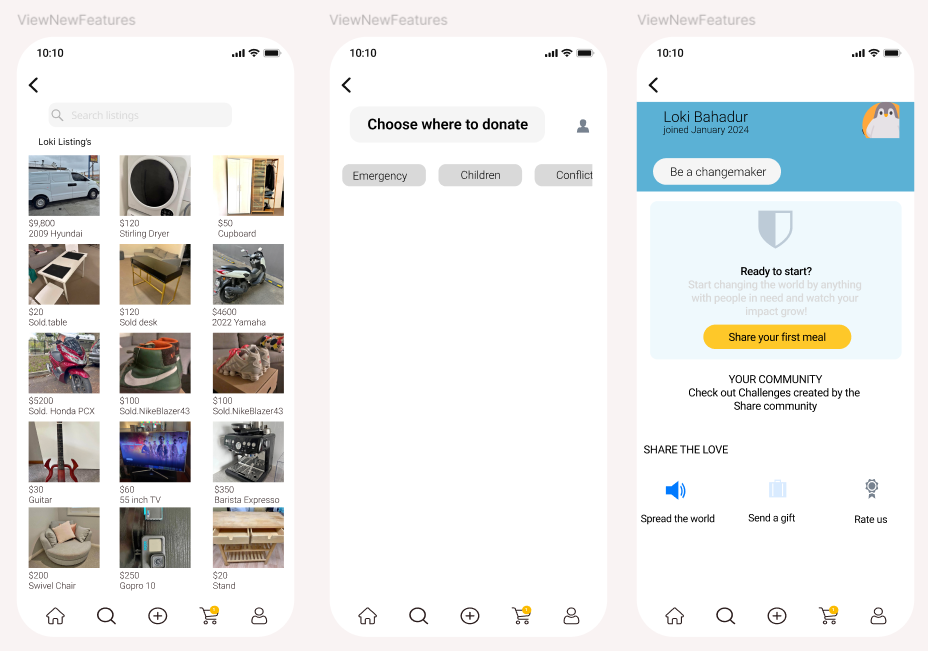 ViewNewFeatures
10:10
Search listings
Loki Listing's
$9,800
2009 Hyundai
$120
Stirling Dryer
$50
Cupboard
$20
Sold.table
$120
Sold desk
$4600
2022 Yamaha
$5200
Sold. Honda PCX
$100
Sold.NikeBlazer43
$100
Sold.NikeBlazer43
$30
Guitar
$60
55 inch TV
$350
Barista Expresso
$200
Swivel Chair
$250
Gopro 10
$20
Stand
ViewNewFeatures
10:10
Choose where to donate
Emergency
Children
Conflict
ViewNewFeatures
10:10
Loki Bahadur
joined January 2024
Be a changemaker
Ready to start?
Start changing the world by anything
with people in need and watch your
impact grow!
Share your first meal
YOUR COMMUNITY
Check out Challenges created by the
Share community
SHARE THE LOVE
Spread the world
Send a gift
Rate us